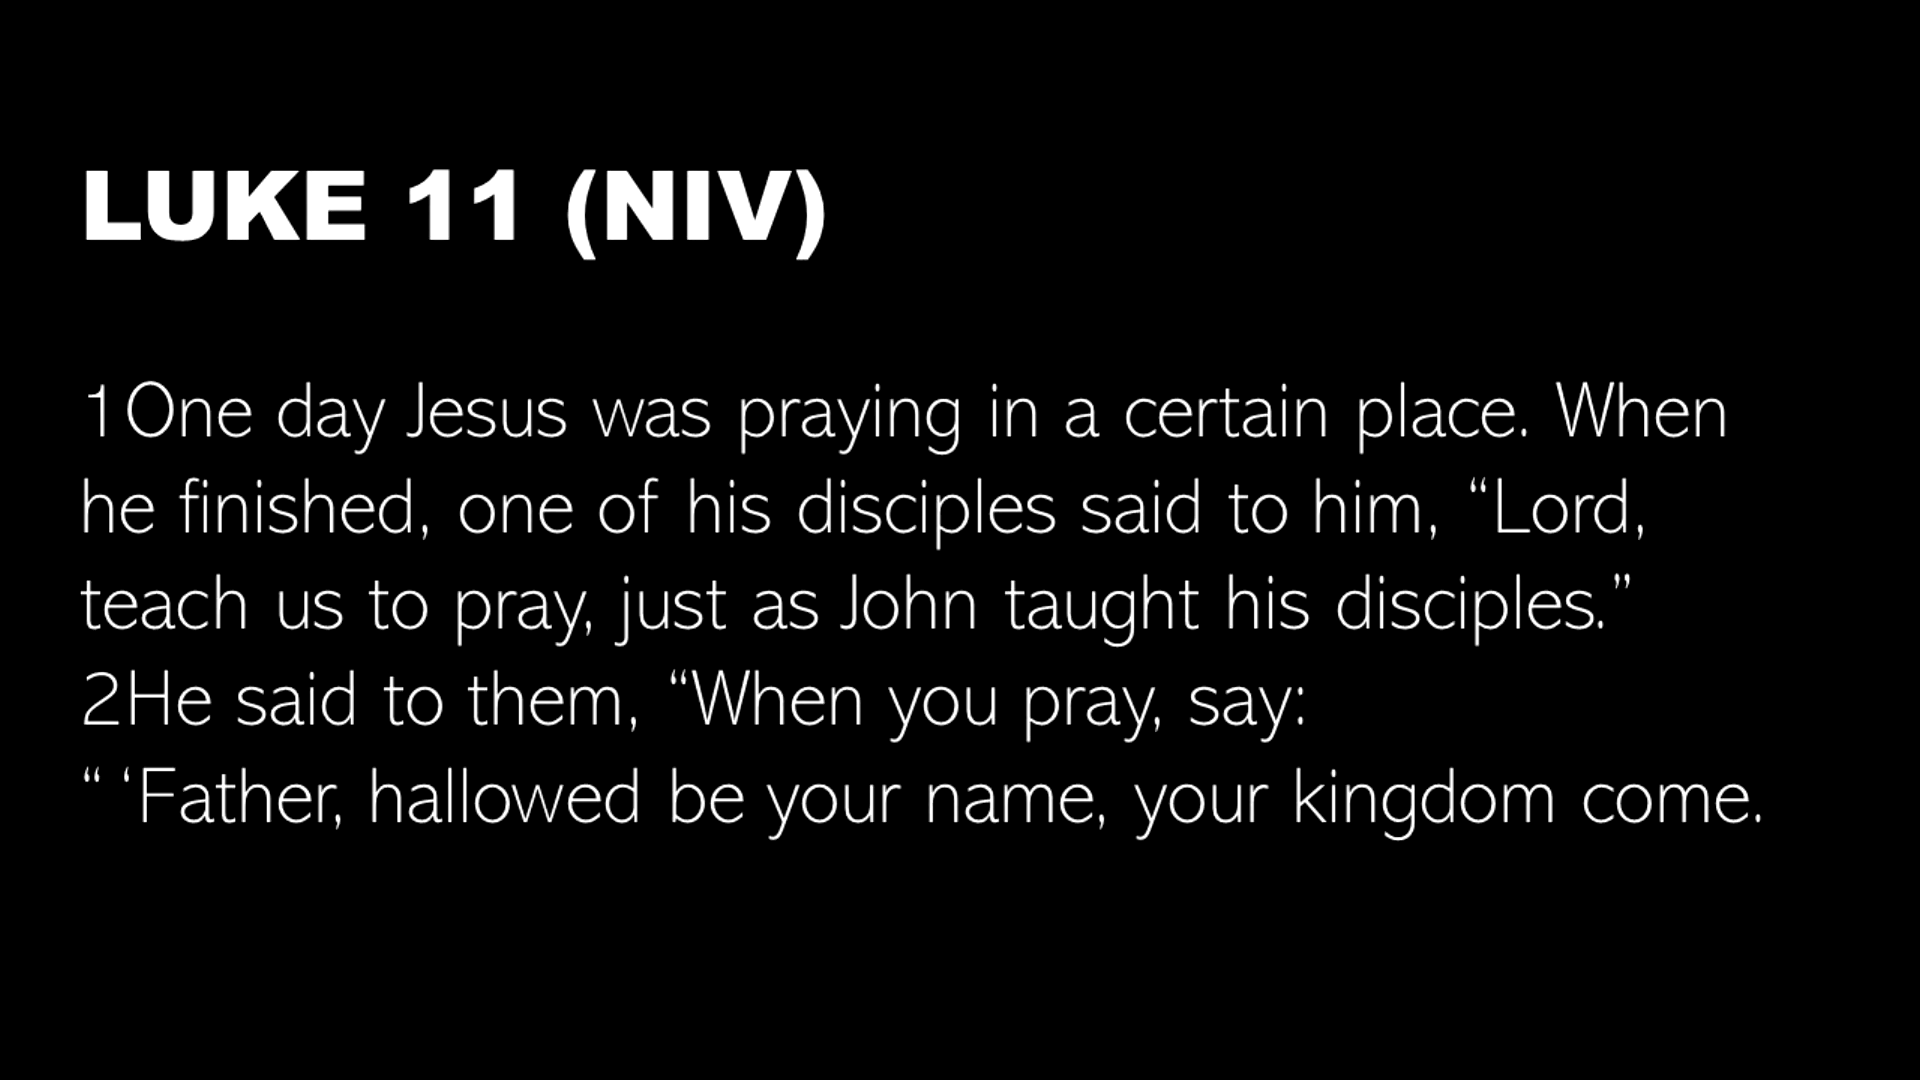 LUKE 11 (NIV)
1One day Jesus was praying in a certain place. When
he finished, one of his disciples said to him, “Lord,
teach us to pray, just as John taught his disciples.”
2He said to them, “When you pray, say:
“ ‘Father, hallowed be your name, your kingdom come.